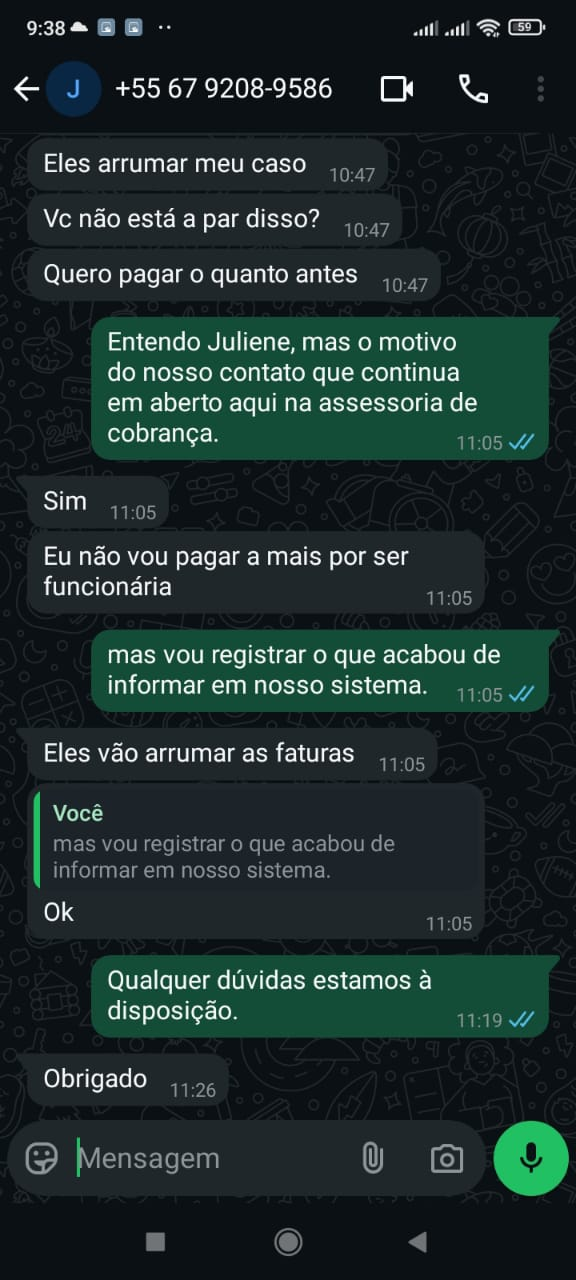 9:38
59
J
+55 67 9208-9586
Eles arrumar meu caso
10:47
Vc não está a par disso?
10:47
Quero pagar o quanto antes
10:47
Entendo Juliene, mas o motivo
do nosso contato que continua
em aberto aqui na assessoria de
cobrança.
11:05
Sim
11:05
Eu não vou pagar a mais por ser
funcionária
11:05
mas vou registrar o que acabou de
informar em nosso sistema.
11:05
Eles vão arrumar as faturas
11:05
Você
mas vou registrar o que acabou de
informar em nosso sistema.
Ok
11:05
Qualquer dúvidas estamos à
disposição.
11:19
Obrigado
11:26
Mensagem